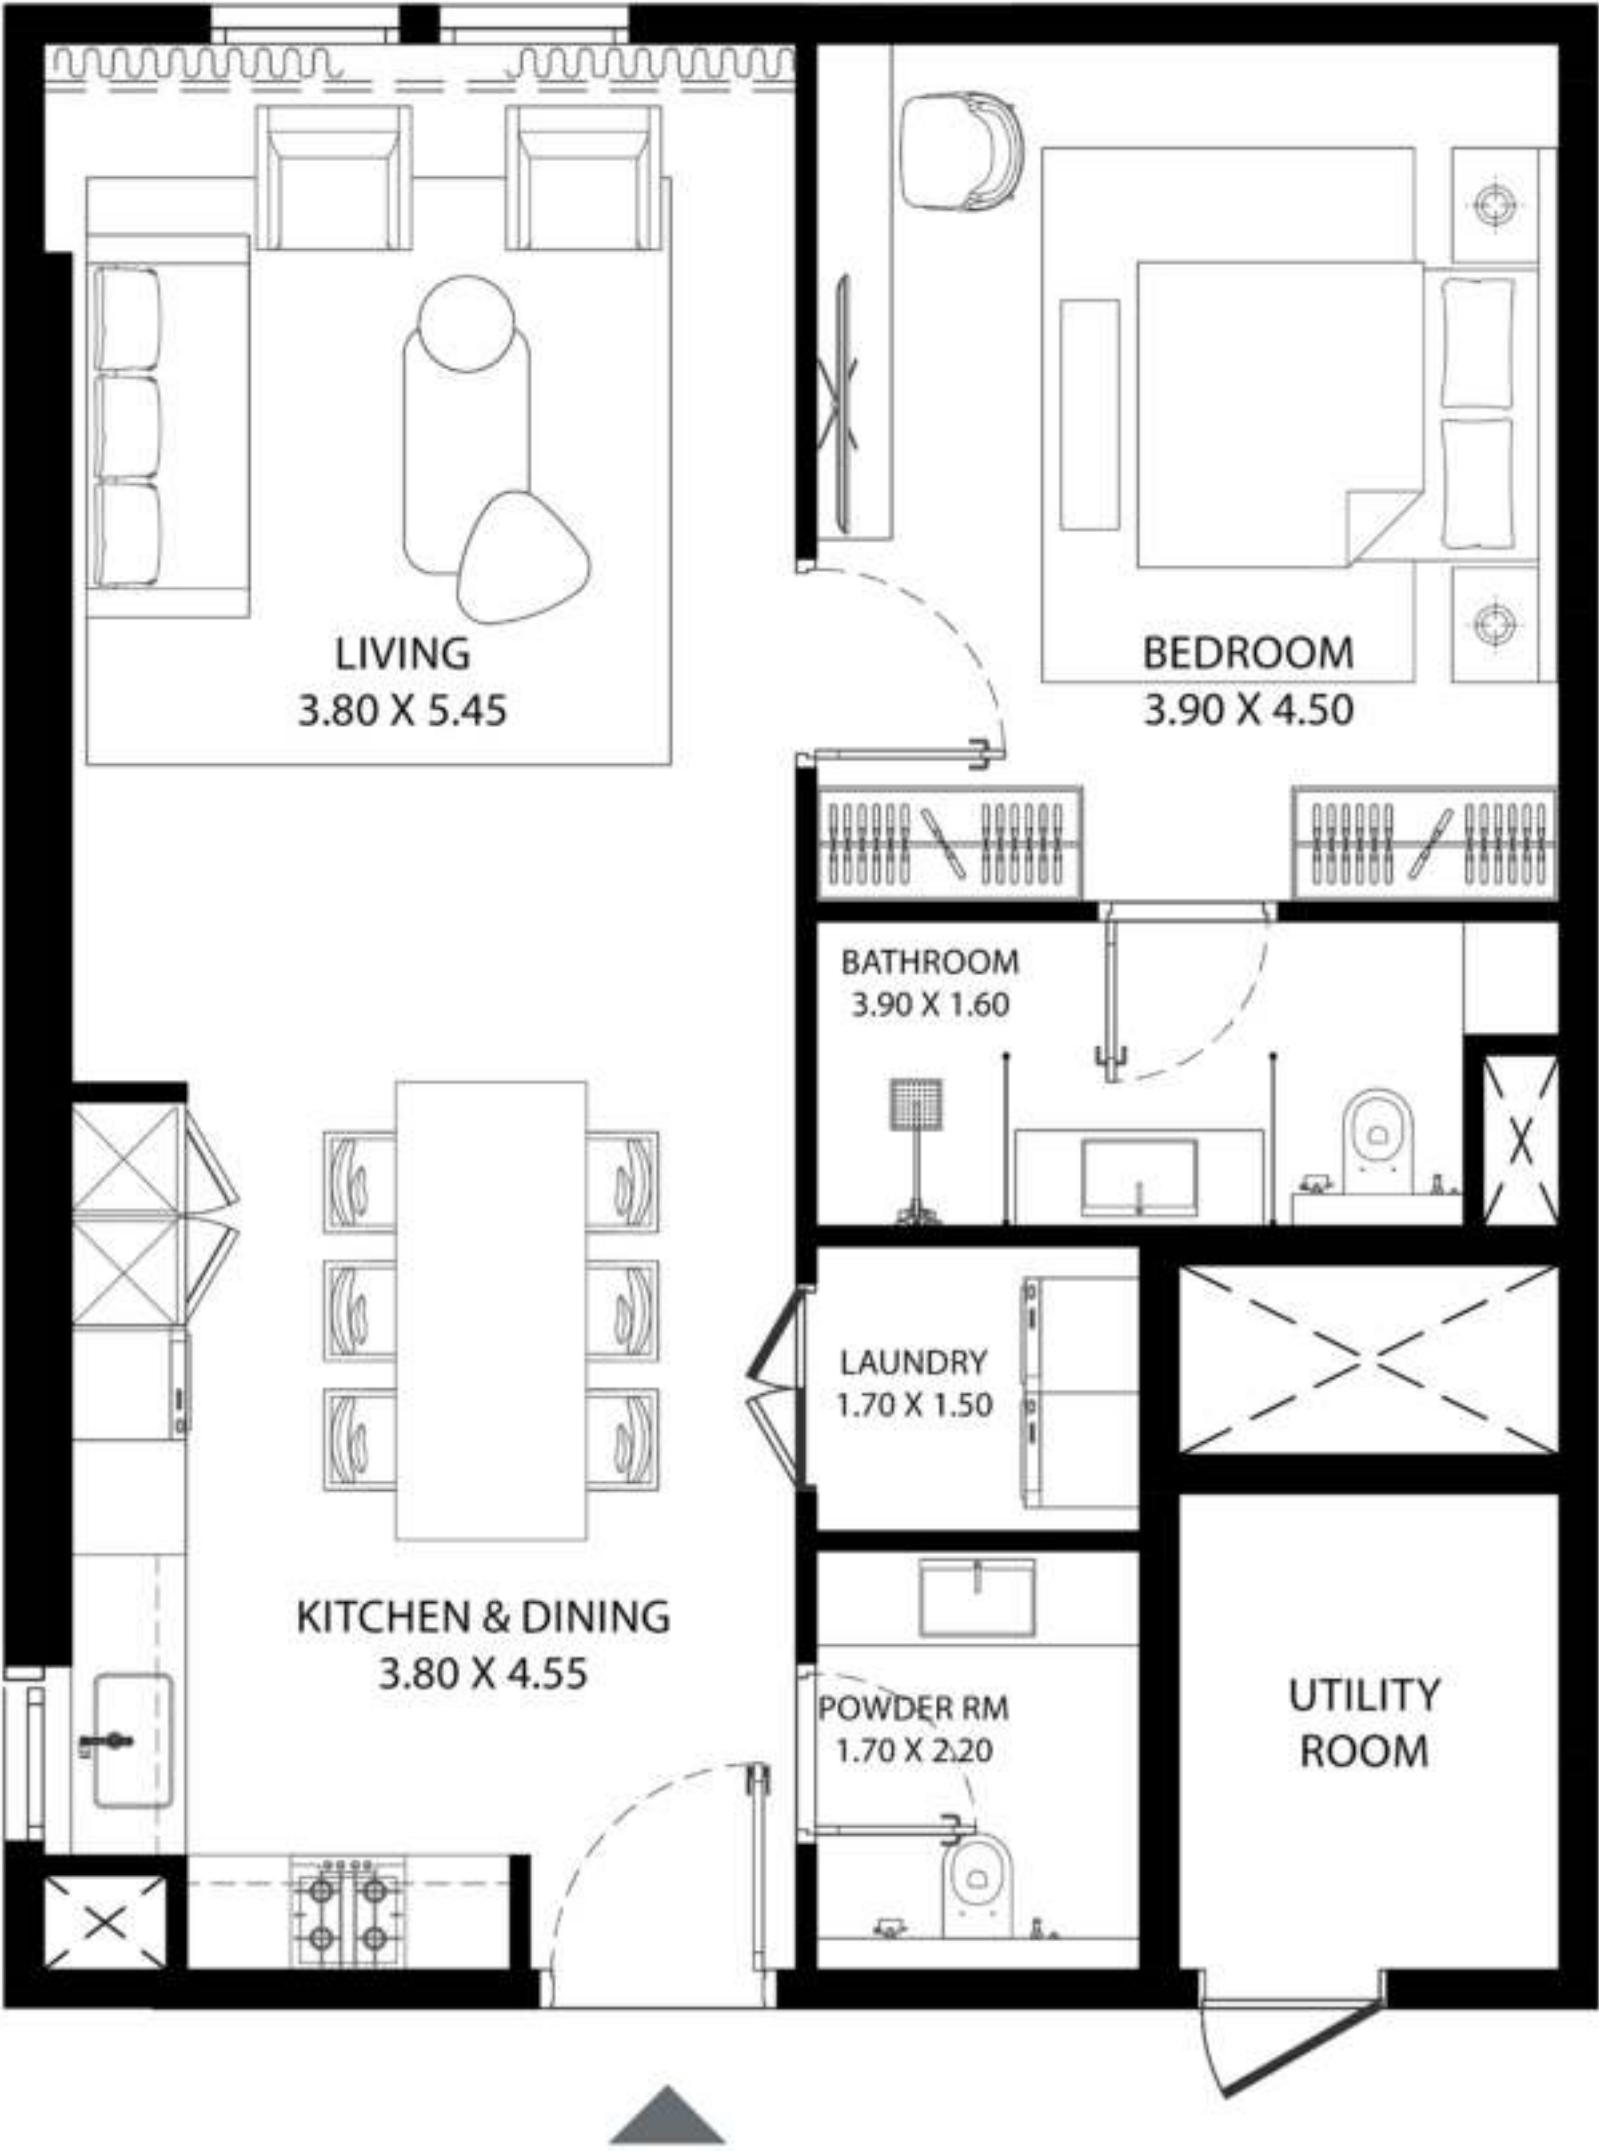 LIVING
3.80 X 5.45
BEDROOM
3.90 X 4.50
BATHROOM
3.90 X 1.60
LAUNDRY
1.70 X 1.50
KITCHEN & DINING
3.80 X 4.55
POWDER RM
1.70 X 2.20
UTILITY
ROOM